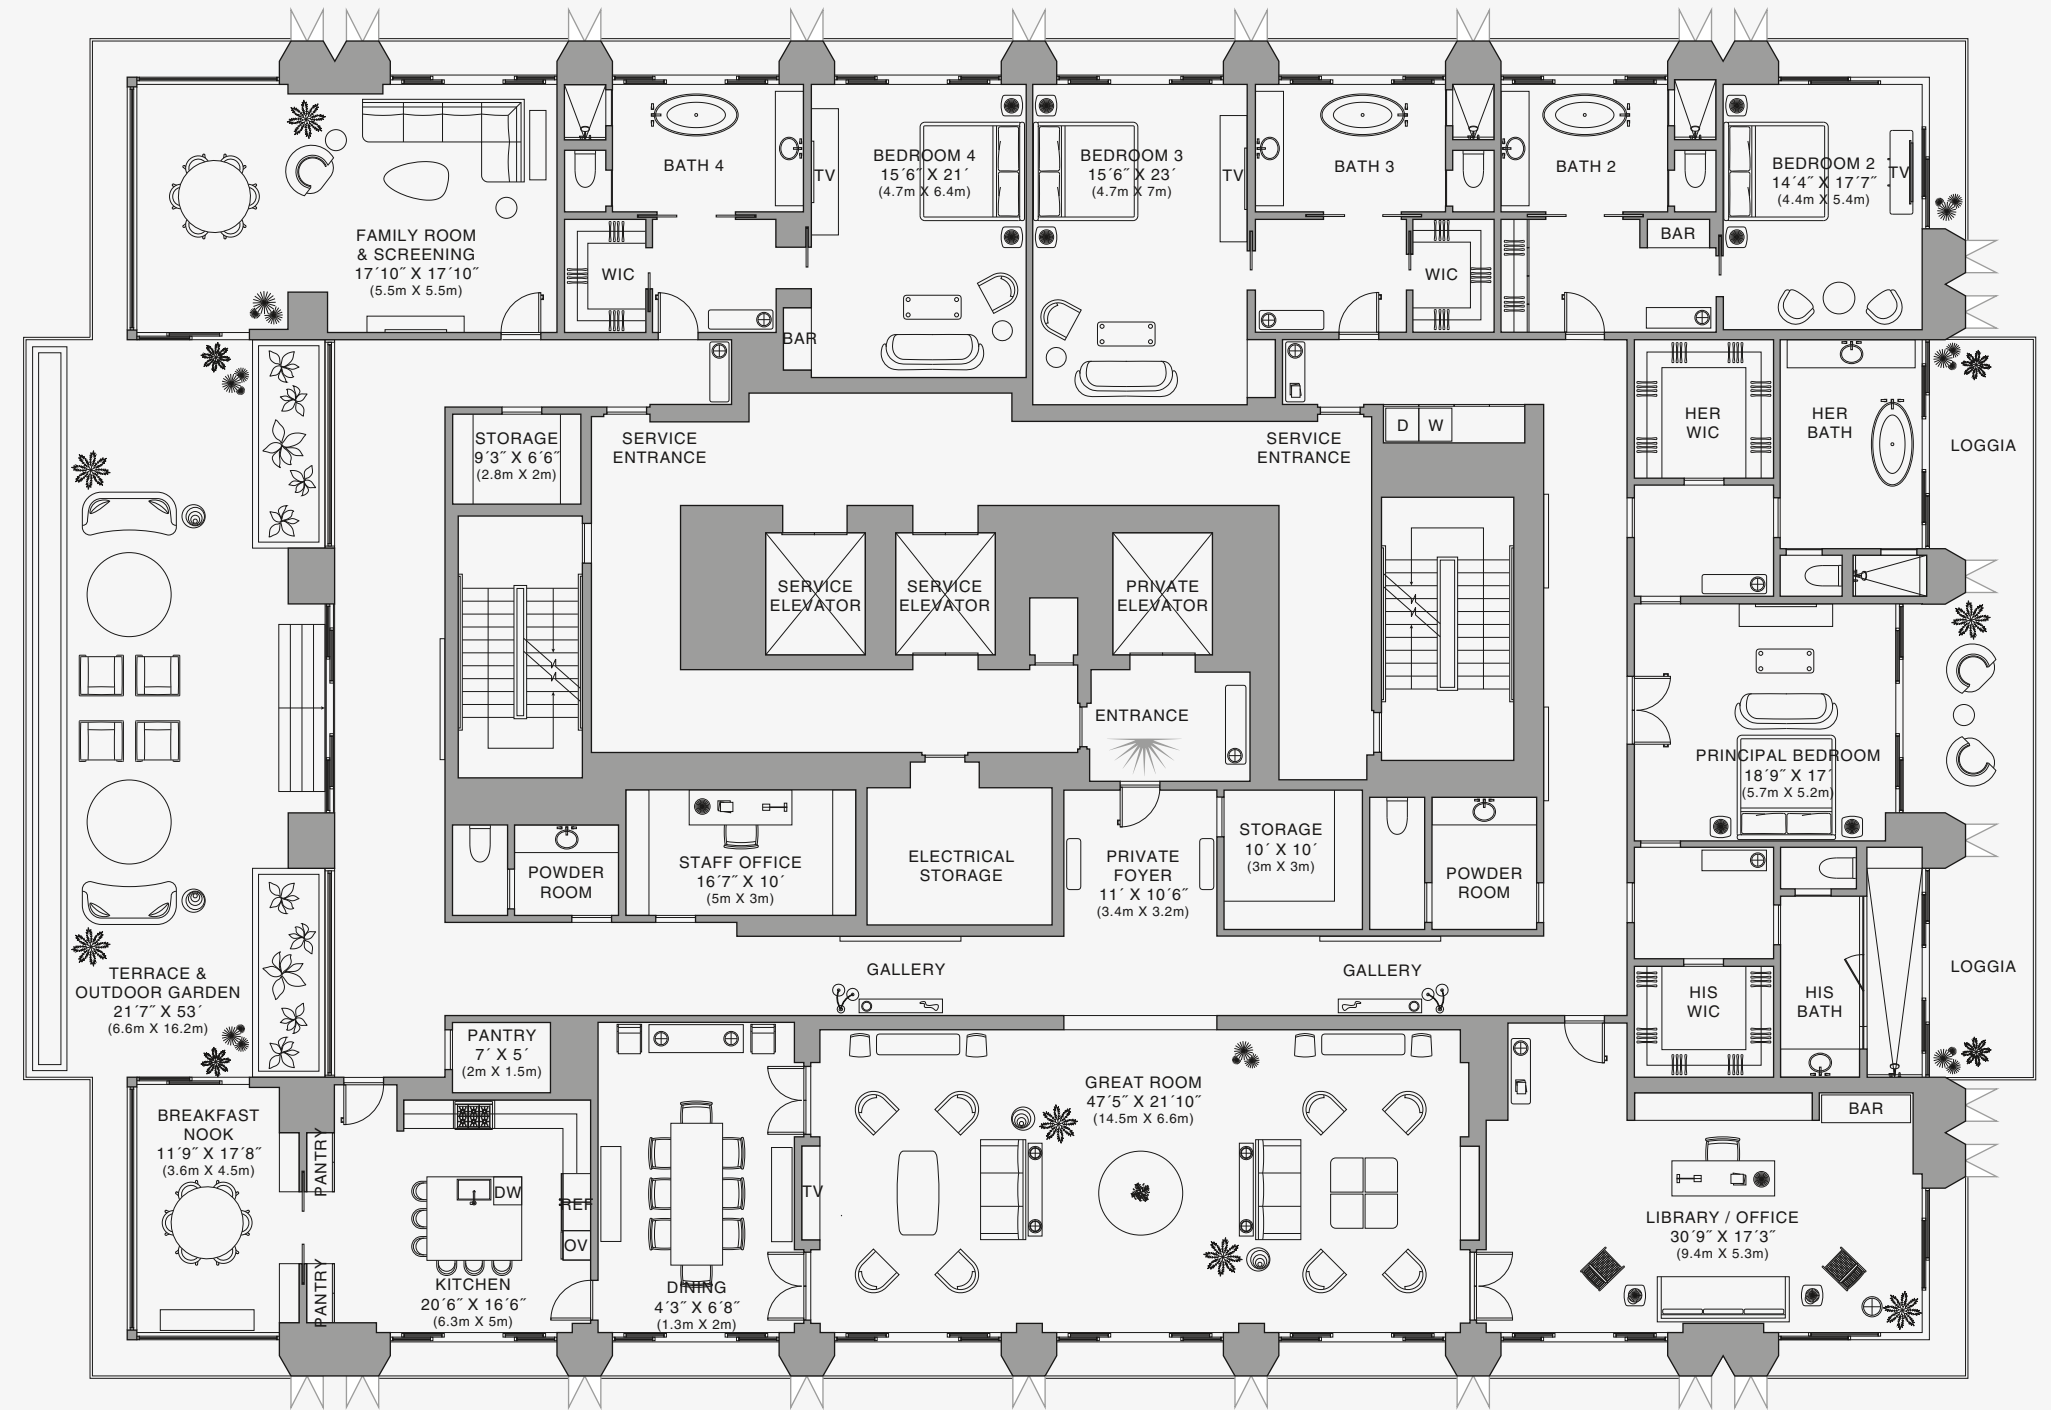 BATH 4
BEDROOM 4
15´6˝ X 21´
(4.7m X 6.4m)
TV
BEDROOM 3
15´6˝ X 23´
(4.7m X 7m)
TV
BATH 3
BATH 2
BEDROOM 2
14´4˝ X 17´7˝
(4.4m X 5.4m)
TV
FAMILY ROOM
& SCREENING
17´10˝ X 17´10˝
(5.5m X 5.5m)
WIC
WIC
BAR
BAR
STORAGE
9´3˝ X 6´6˝
(2.8m X 2m)
SERVICE
ENTRANCE
SERVICE
ENTRANCE
D
W
HER
WIC
HER
BATH
LOGGIA
SERVICE
ELEVATOR
SERVICE
ELEVATOR
PRIVATE
ELEVATOR
ENTRANCE
PRINCIPAL BEDROOM
18´9˝ X 17´
(5.7m X 5.2m)
POWDER
ROOM
STAFF OFFICE
16´7˝ X 10´
(5m X 3m)
ELECTRICAL
STORAGE
PRIVATE
FOYER
11´ X 10´6˝
(3.4m X 3.2m)
STORAGE
10´ X 10´
(3m X 3m)
POWDER
ROOM
TERRACE &
OUTDOOR GARDEN
21´7˝ X 53´
(6.6m X 16.2m)
GALLERY
GALLERY
HIS
WIC
HIS
BATH
LOGGIA
PANTRY
7´ X 5´
(2m X 1.5m)
BREAKFAST
NOOK
11´9˝ X 17´8˝
(3.6m X 4.5m)
PANTRY
PANTRY
DW
REF
OV
KITCHEN
20´6˝ X 16´6˝
(6.3m X 5m)
DINING
4´3˝ X 6´8˝
(1.3m X 2m)
TV
GREAT ROOM
47´5˝ X 21´10˝
(14.5m X 6.6m)
BAR
LIBRARY / OFFICE
30´9˝ X 17´3˝
(9.4m X 5.3m)